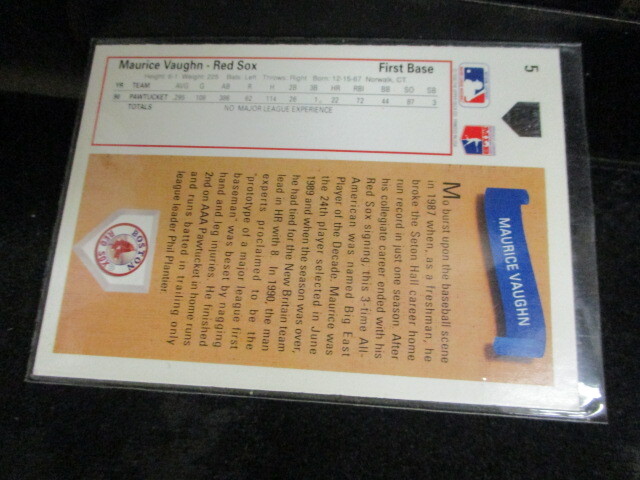 5
Maurice Vaughn - Red Sox First Base
Height: 6-1 Weight: 225 Bats: Left Throws: Right Born: 12-15-67 Norwalk, CT
YR TEAM AVG G AB R H 2B 3B HR RBI BB SO SB
90 PAWTUCKET .295 108 386 62 114 26 1 22 72 44 87 3
TOTALS NO MAJOR LEAGUE EXPERIENCE
MLB
MAURICE VAUGHN
Mo burst upon the baseball scene
in 1987 when, as a freshman, he
broke the Seton Hall career home
run record in just one season. After
his collegiate career ended with his
Red Sox signing, this 3-time All-
American was named Big East
Player of the Decade. Maurice was
the 24th player selected in June
1989 and when the season was over,
he had tied for the New Britain team
lead in HR with 8. In 1990, the man
experts proclaimed to be the
'prototype of a major league first
baseman' was beset by nagging
hand and leg injuries. He finished
2nd on AAA Pawtucket in home runs
and runs batted in trailing only
league leader Phil Plantier.
BOSTON
RED SOX